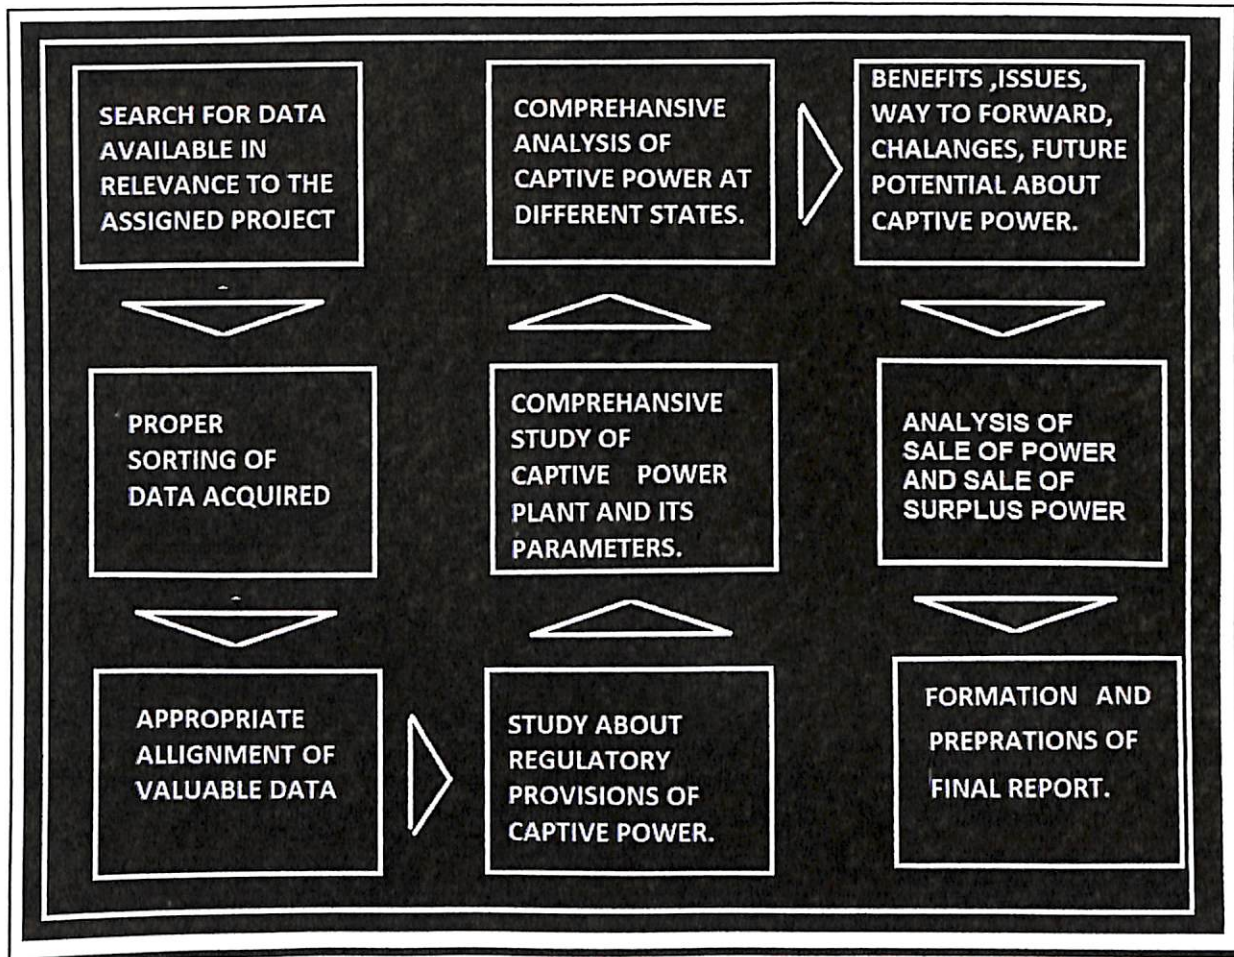 SEARCH FOR DATA
AVAILABLE IN
RELEVANCE TO THE
ASSIGNED PROJECT
PROPER
SORTING OF
DATA ACQUIRED
APPROPRIATE
ALLIGNMENT OF
VALUABLE DATA
STUDY ABOUT
REGULATORY
PROVISIONS OF
CAPTIVE POWER.
COMPREHANSIVE
STUDY OF
CAPTIVE POWER
PLANT AND ITS
PARAMETERS.
COMPREHANSIVE
ANALYSIS OF
CAPTIVE POWER AT
DIFFERENT STATES.
BENEFITS ,ISSUES,
WAY TO FORWARD,
CHALANGES, FUTURE
POTENTIAL ABOUT
CAPTIVE POWER.
ANALYSIS OF
SALE OF POWER
AND SALE OF
SURPLUS POWER
FORMATION AND
PREPRATIONS OF
FINAL REPORT.